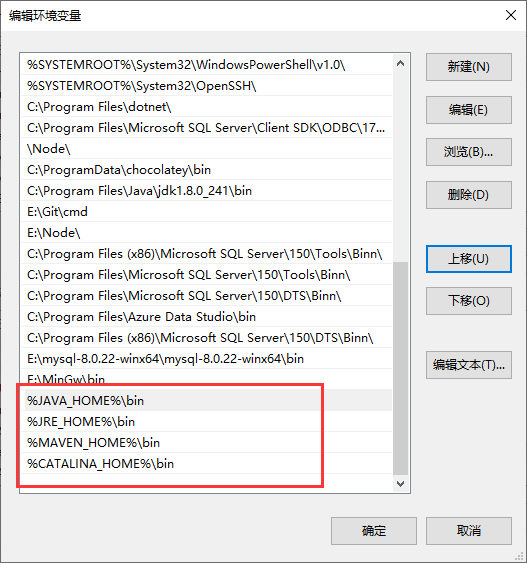 编辑环境变量
%SYSTEMROOT%\System32\WindowsPowerShell\v1.0\
%SYSTEMROOT%\System32\OpenSSH\
C:\Program Files\dotnet\
C:\Program Files\Microsoft SQL Server\Client SDK\ODBC\17...
\Node\
C:\ProgramData\chocolatey\bin
C:\Program Files\Java\jdk1.8.0_241\bin
E:\Git\cmd
E:\Node\
C:\Program Files (x86)\Microsoft SQL Server\150\Tools\Binn\
C:\Program Files\Microsoft SQL Server\150\Tools\Binn\
C:\Program Files\Microsoft SQL Server\150\DTS\Binn\
C:\Program Files\Azure Data Studio\bin
C:\Program Files (x86)\Microsoft SQL Server\150\DTS\Binn\
E:\mysql-8.0.22-winx64\mysql-8.0.22-winx64\bin
E:\MinGw\bin
%JAVA_HOME%\bin
%JRE_HOME%\bin
%MAVEN_HOME%\bin
%CATALINA_HOME%\bin
新建(N)
编辑(E)
浏览(B)...
删除(D)
上移(U)
下移(O)
编辑文本(T)...
确定
取消